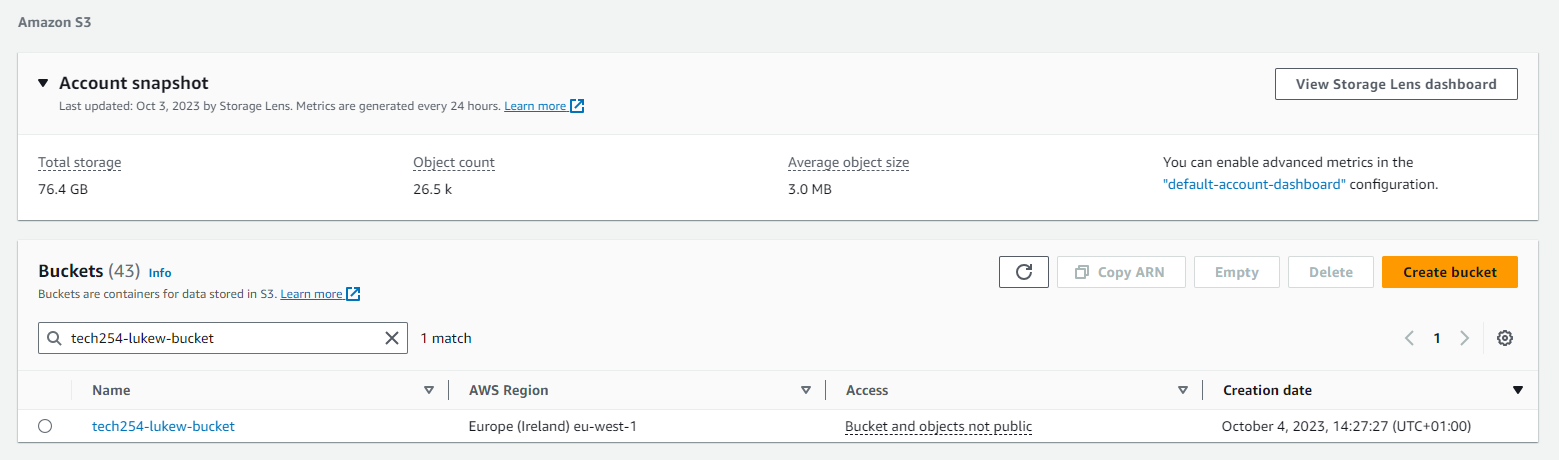 Amazon S3
Account snapshot
View Storage Lens dashboard
Last updated: Oct 3, 2023 by Storage Lens. Metrics are generated every 24 hours. Learn more
Total storage
76.4 GB
Object count
26.5 k
Average object size
3.0 MB
You can enable advanced metrics in the
"default-account-dashboard" configuration.
Buckets (43) Info
Buckets are containers for data stored in S3. Learn more
Copy ARN
Empty
Delete
Create bucket
tech254-lukew-bucket
1 match
1
Name AWS Region Access Creation date
tech254-lukew-bucket Europe (Ireland) eu-west-1 Bucket and objects not public October 4, 2023, 14:27:27 (UTC+01:00)